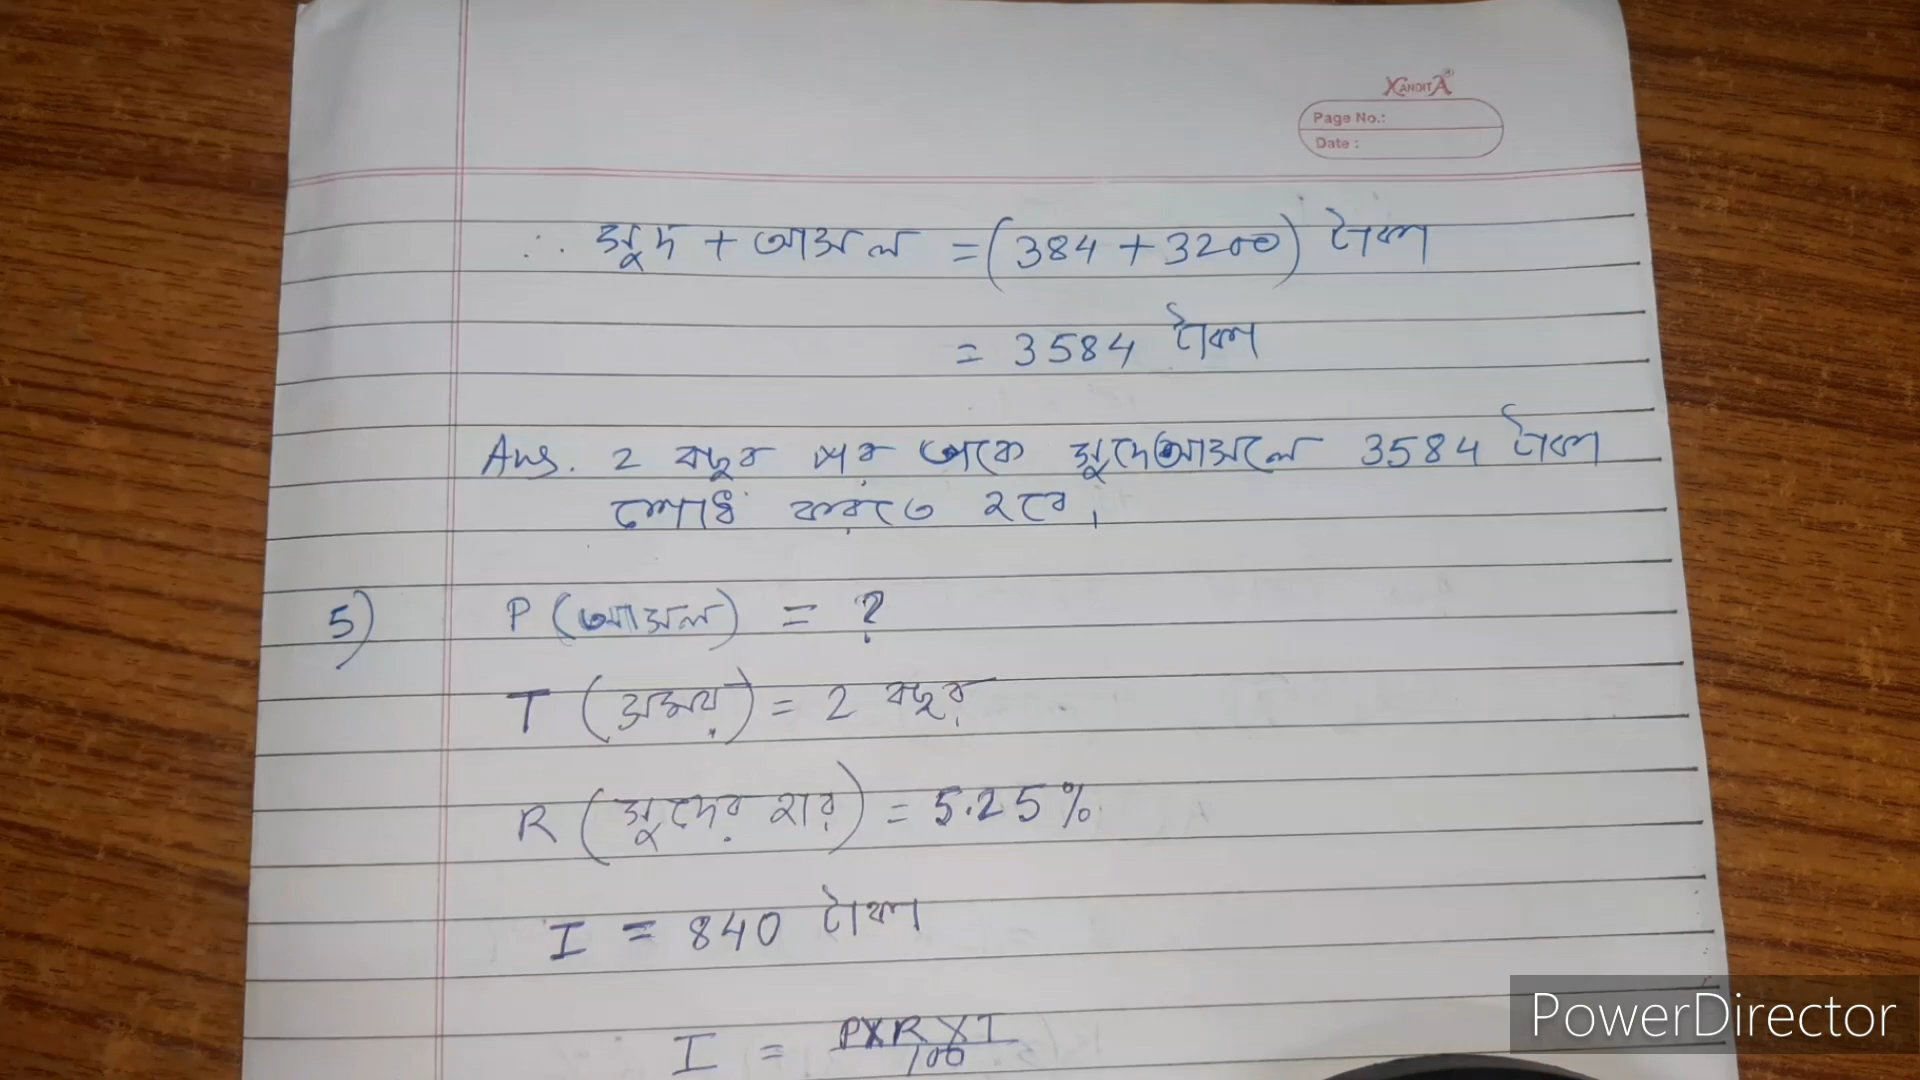 XANDITA®
Page No.:
Date :
∴ সুদ + আসল = (384 + 3200) টাকা
= 3584 টাকা
Ans. 2 বছর পর তাকে সুদেআসলে 3584 টাকা
শোধ করতে হবে।
5) P (আসল) = ?
T (সময়) = 2 বছর
R (সুদের হার) = 5.25%
I = 840 টাকা
I = PXRXT/100
PowerDirector